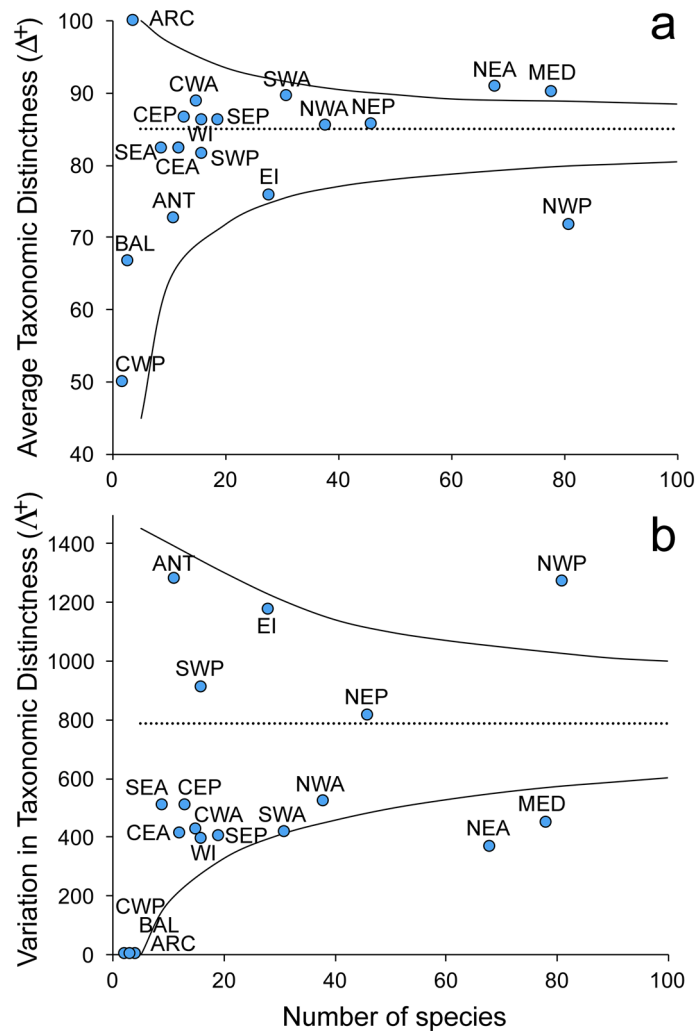 a
Average Taxonomic Distinctness (Δ⁺)
100
90
80
70
60
50
40
ARC
NEA MED
SWA
CWA
CEP SEP
NWA NEP
WI
SEA
CEA
SWP
EI
ANT
NWP
BAL
CWP
0 20 40 60 80 100
b
Variation in Taxonomic Distinctness (Λ⁺)
1400
1200
1000
800
600
400
200
0
ANT
NWP
EI
SWP
NEP
SEA CEP
NWA
CWA
SWA
MED
CEA
SEP
NEA
WI
CWP
BAL
ARC
0 20 40 60 80 100
Number of species